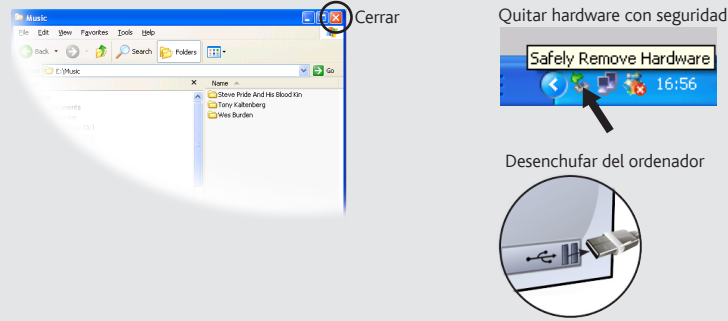 Music
Cerrar
File Edit View Favorites Tools Help
Back Search Folders
E:\Music Go
Name
Steve Pride And His Blood Kin
Tony Kaltenberg
Wes Burden
Quitar hardware con seguridad
Safely Remove Hardware
16:56
Desenchufar del ordenador